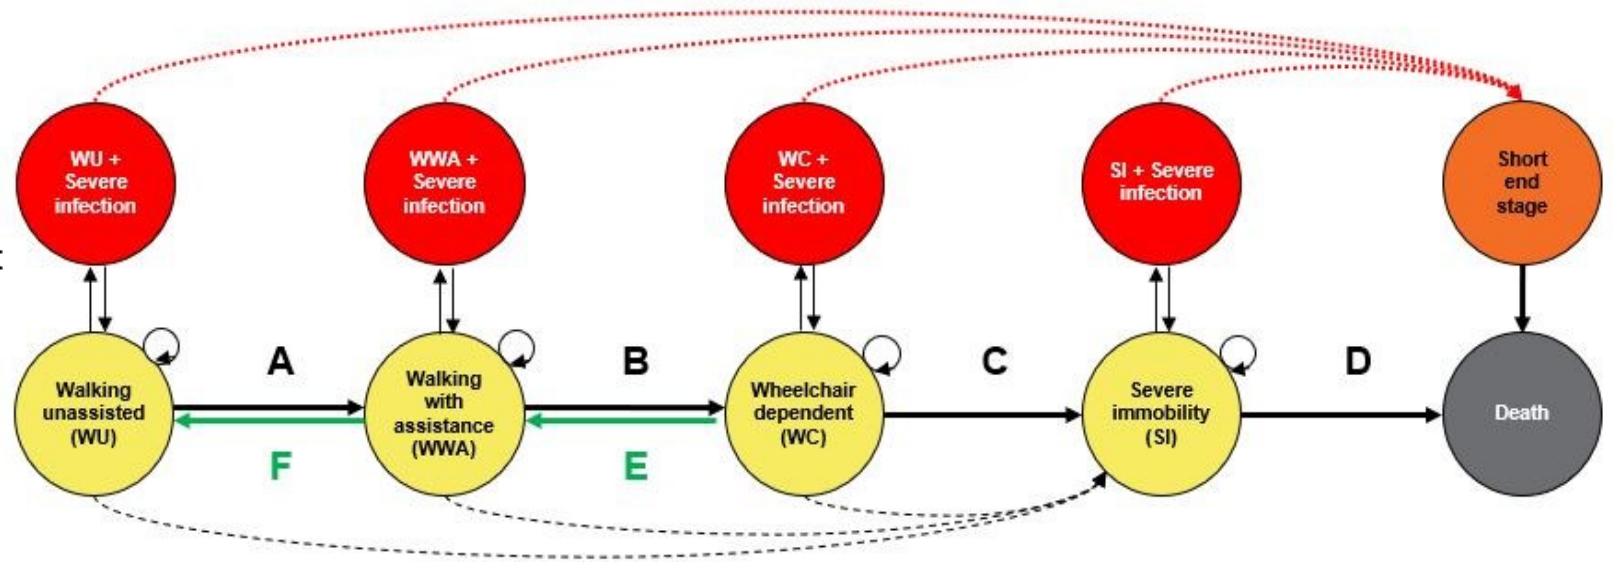 WU +
Severe
infection
WWA +
Severe
infection
WC +
Severe
infection
SI + Severe
infection
Short
end
stage
A
B
C
D
Walking
unassisted
(WU)
Walking
with
assistance
(WWA)
Wheelchair
dependent
(WC)
Severe
immobility
(SI)
Death
F
E